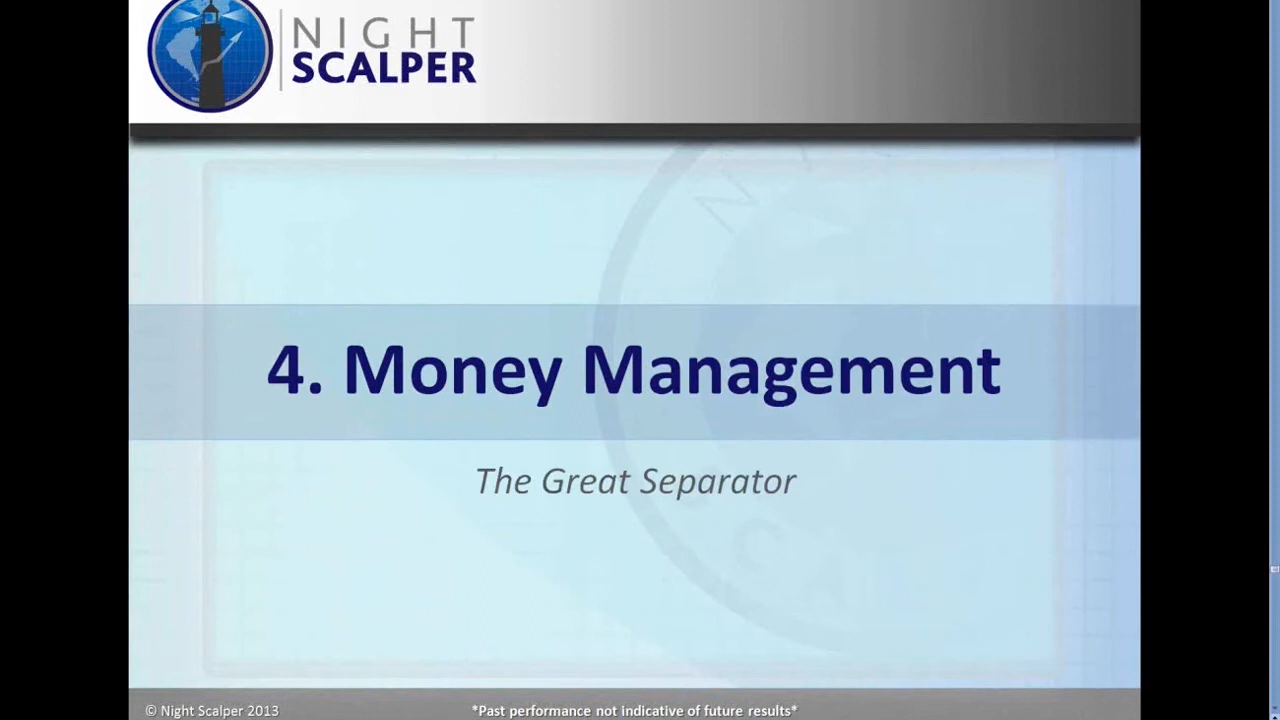 NIGHT
SCALPER
4. Money Management
The Great Separator
© Night Scalper 2013
*Past performance not indicative of future results*